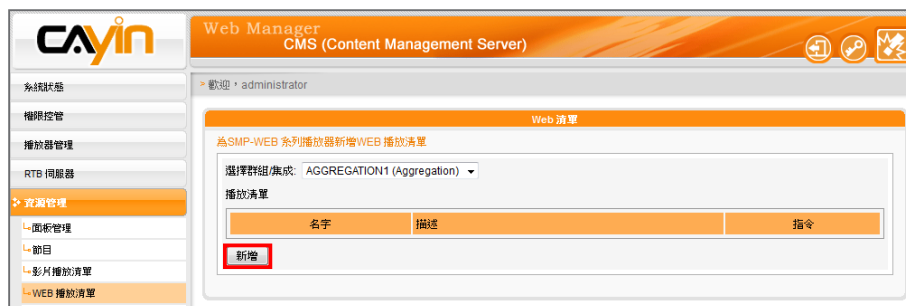 CAYIN
Web Manager
CMS (Content Management Server)
系統狀態
權限控管
播放器管理
RTB 伺服器
資源管理
面板管理
節目
影片播放清單
WEB 播放清單
> 歡迎，administrator
Web 清單
為SMP-WEB 系列播放器新增WEB 播放清單
選擇群組/集成: AGGREGATION1 (Aggregation)
播放清單
名字 描述 指令
新增